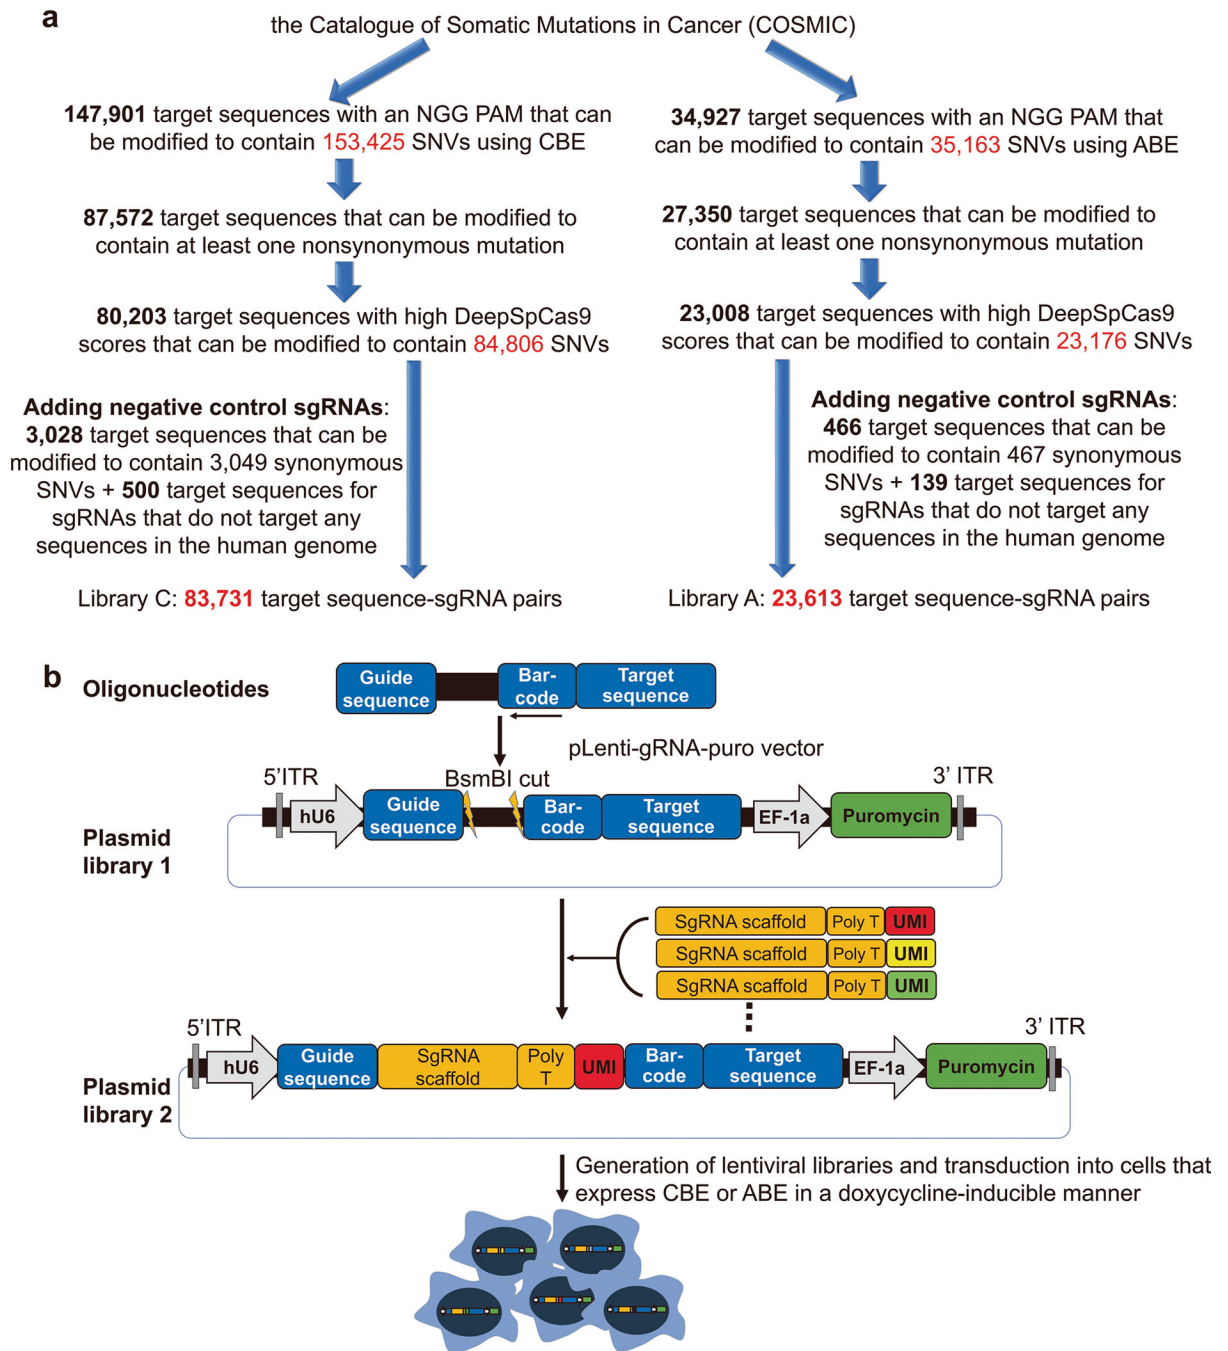 a
the Catalogue of Somatic Mutations in Cancer (COSMIC)
147,901 target sequences with an NGG PAM that can
be modified to contain 153,425 SNVs using CBE
87,572 target sequences that can be modified to
contain at least one nonsynonymous mutation
80,203 target sequences with high DeepSpCas9
scores that can be modified to contain 84,806 SNVs
Adding negative control sgRNAs:
3,028 target sequences that can be
modified to contain 3,049 synonymous
SNVs + 500 target sequences for
sgRNAs that do not target any
sequences in the human genome
Library C: 83,731 target sequence-sgRNA pairs
34,927 target sequences with an NGG PAM that
can be modified to contain 35,163 SNVs using ABE
27,350 target sequences that can be modified to
contain at least one nonsynonymous mutation
23,008 target sequences with high DeepSpCas9
scores that can be modified to contain 23,176 SNVs
Adding negative control sgRNAs:
466 target sequences that can be
modified to contain 467 synonymous
SNVs + 139 target sequences for
sgRNAs that do not target any
sequences in the human genome
Library A: 23,613 target sequence-sgRNA pairs
b
Oligonucleotides
Guide
sequence
Bar-
code
Target
sequence
pLenti-gRNA-puro vector
Plasmid
library 1
5'ITR
BsmBI cut
3' ITR
hU6
Guide
sequence
Bar-
code
Target
sequence
EF-1a
Puromycin
SgRNA scaffold Poly T UMI
SgRNA scaffold Poly T UMI
SgRNA scaffold Poly T UMI
Plasmid
library 2
5'ITR
3' ITR
hU6
Guide
sequence
SgRNA
scaffold
Poly
T
UMI
Bar-
code
Target
sequence
EF-1a
Puromycin
Generation of lentiviral libraries and transduction into cells that
express CBE or ABE in a doxycycline-inducible manner